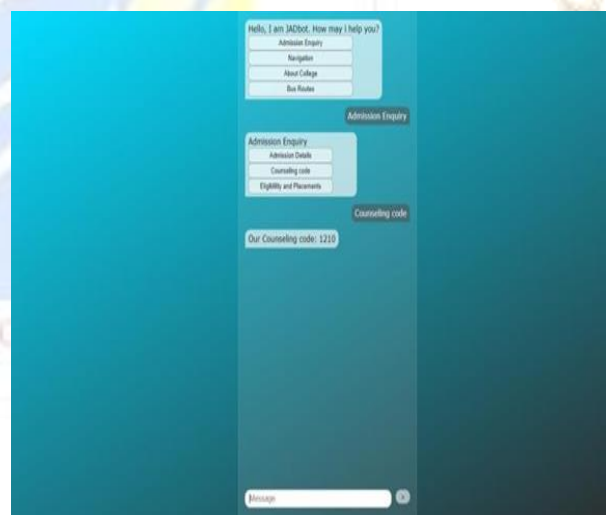 Hello, I am JADbot. How may i help you?
Admission Enquiry
Navigation
About College
Bus Routes
Admission Enquiry
Admission Enquiry
Admission Details
Counseling code
Eligibility and Placements
Counseling code
Our Counseling code: 1210
Message